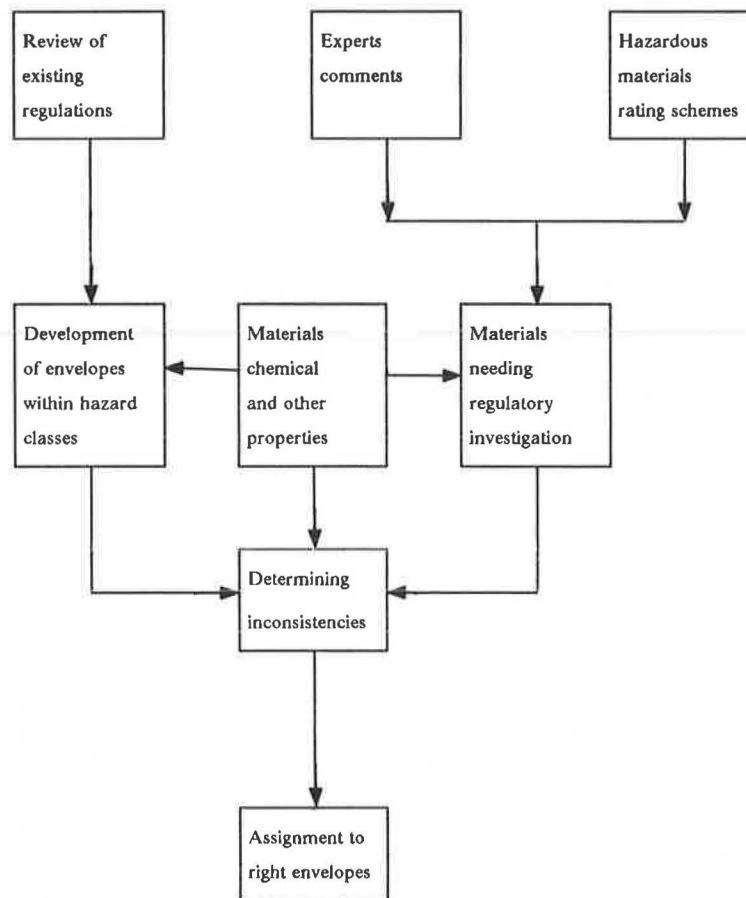 Review of
existing
regulations
Experts
comments
Hazardous
materials
rating schemes
Development
of envelopes
within hazard
classes
Materials
chemical
and other
properties
Materials
needing
regulatory
investigation
Determining
inconsistencies
Assignment to
right envelopes